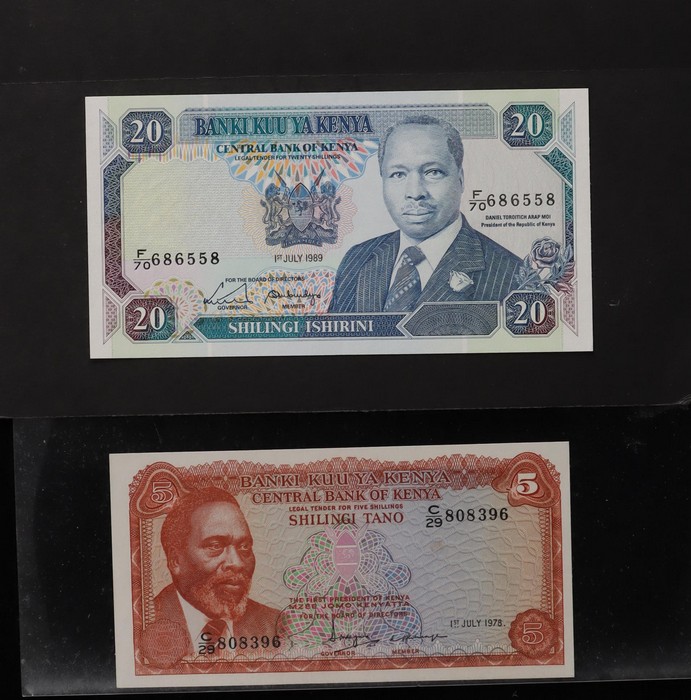 20
BANKI KUU YA KENYA
20
CENTRAL BANK OF KENYA
LEGAL TENDER FOR TWENTY SHILLINGS
F/70 686558
DANIEL TOROITICH ARAP MOI
President of the Republic of Kenya
F/70 686558
1ST JULY 1989
FOR THE BOARD OF DIRECTORS
GOVERNOR
MEMBER
20
SHILINGI ISHIRINI
20
5
BANKI KUU YA KENYA
5
CENTRAL BANK OF KENYA
LEGAL TENDER FOR FIVE SHILLINGS
SHILINGI TANO
C/29 808396
THE FIRST PRESIDENT OF KENYA
MZEE JOMO KENYATTA
FOR THE BOARD OF DIRECTORS
1ST JULY 1978.
C/29 808396
5
GOVERNOR
MEMBER